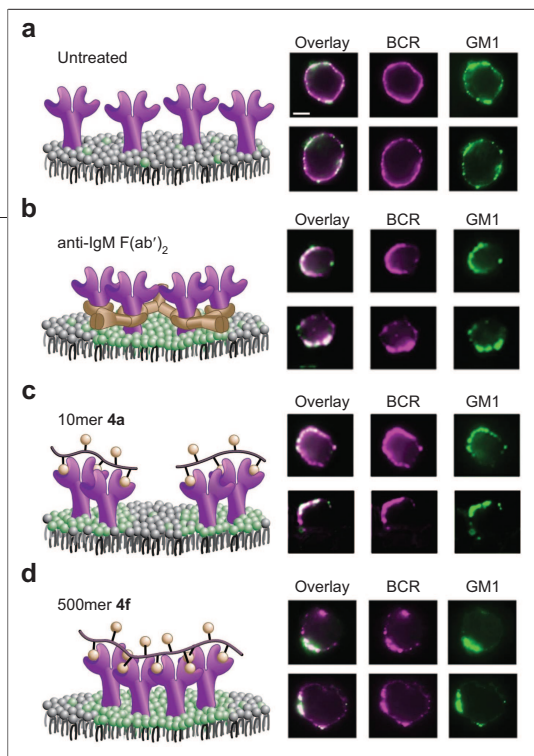 a
Untreated
Overlay BCR GM1
b
anti-IgM F(ab′)₂
Overlay BCR GM1
c
10mer 4a
Overlay BCR GM1
d
500mer 4f
Overlay BCR GM1